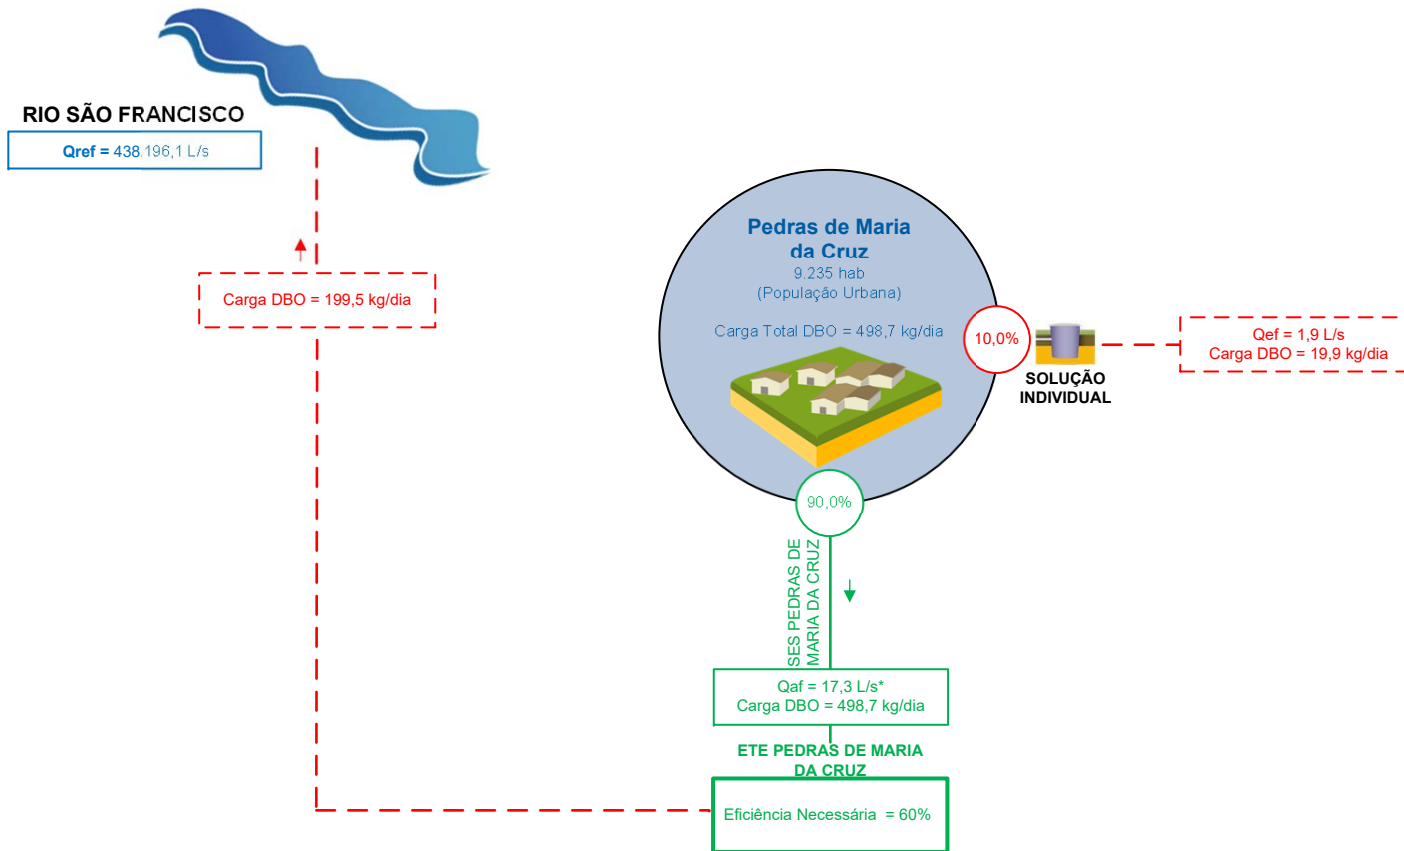 RIO SÃO FRANCISCO
Qref = 438.196,1 L/s
Carga DBO = 199,5 kg/dia
Pedras de Maria
da Cruz
9.235 hab
(População Urbana)
Carga Total DBO = 498,7 kg/dia
10,0%
SOLUÇÃO
INDIVIDUAL
Qef = 1,9 L/s
Carga DBO = 19,9 kg/dia
90,0%
SES PEDRAS DE
MARIA DA CRUZ
Qaf = 17,3 L/s*
Carga DBO = 498,7 kg/dia
ETE PEDRAS DE MARIA
DA CRUZ
Eficiência Necessária = 60%